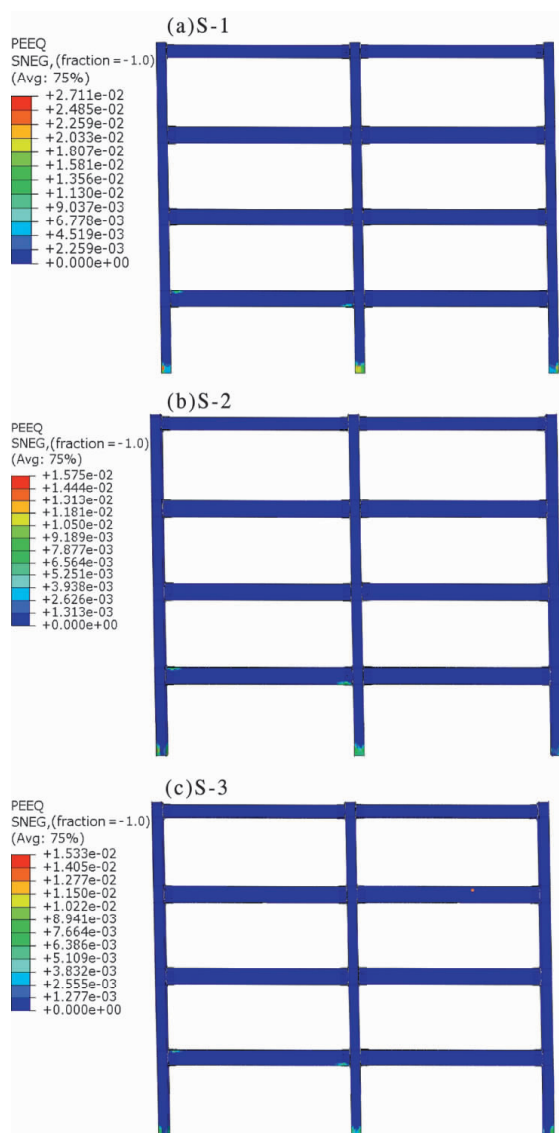 (a)S-1
PEEQ
SNEG,(fraction=-1.0)
(Avg: 75%)
+2.711e-02
+2.485e-02
+2.259e-02
+2.033e-02
+1.807e-02
+1.581e-02
+1.356e-02
+1.130e-02
+9.037e-03
+6.778e-03
+4.519e-03
+2.259e-03
+0.000e+00
(b)S-2
PEEQ
SNEG,(fraction=-1.0)
(Avg: 75%)
+1.575e-02
+1.444e-02
+1.313e-02
+1.181e-02
+1.050e-02
+9.189e-03
+7.877e-03
+6.564e-03
+5.251e-03
+3.938e-03
+2.626e-03
+1.313e-03
+0.000e+00
(c)S-3
PEEQ
SNEG,(fraction=-1.0)
(Avg: 75%)
+1.533e-02
+1.405e-02
+1.277e-02
+1.150e-02
+1.022e-02
+8.941e-03
+7.664e-03
+6.386e-03
+5.109e-03
+3.832e-03
+2.555e-03
+1.277e-03
+0.000e+00